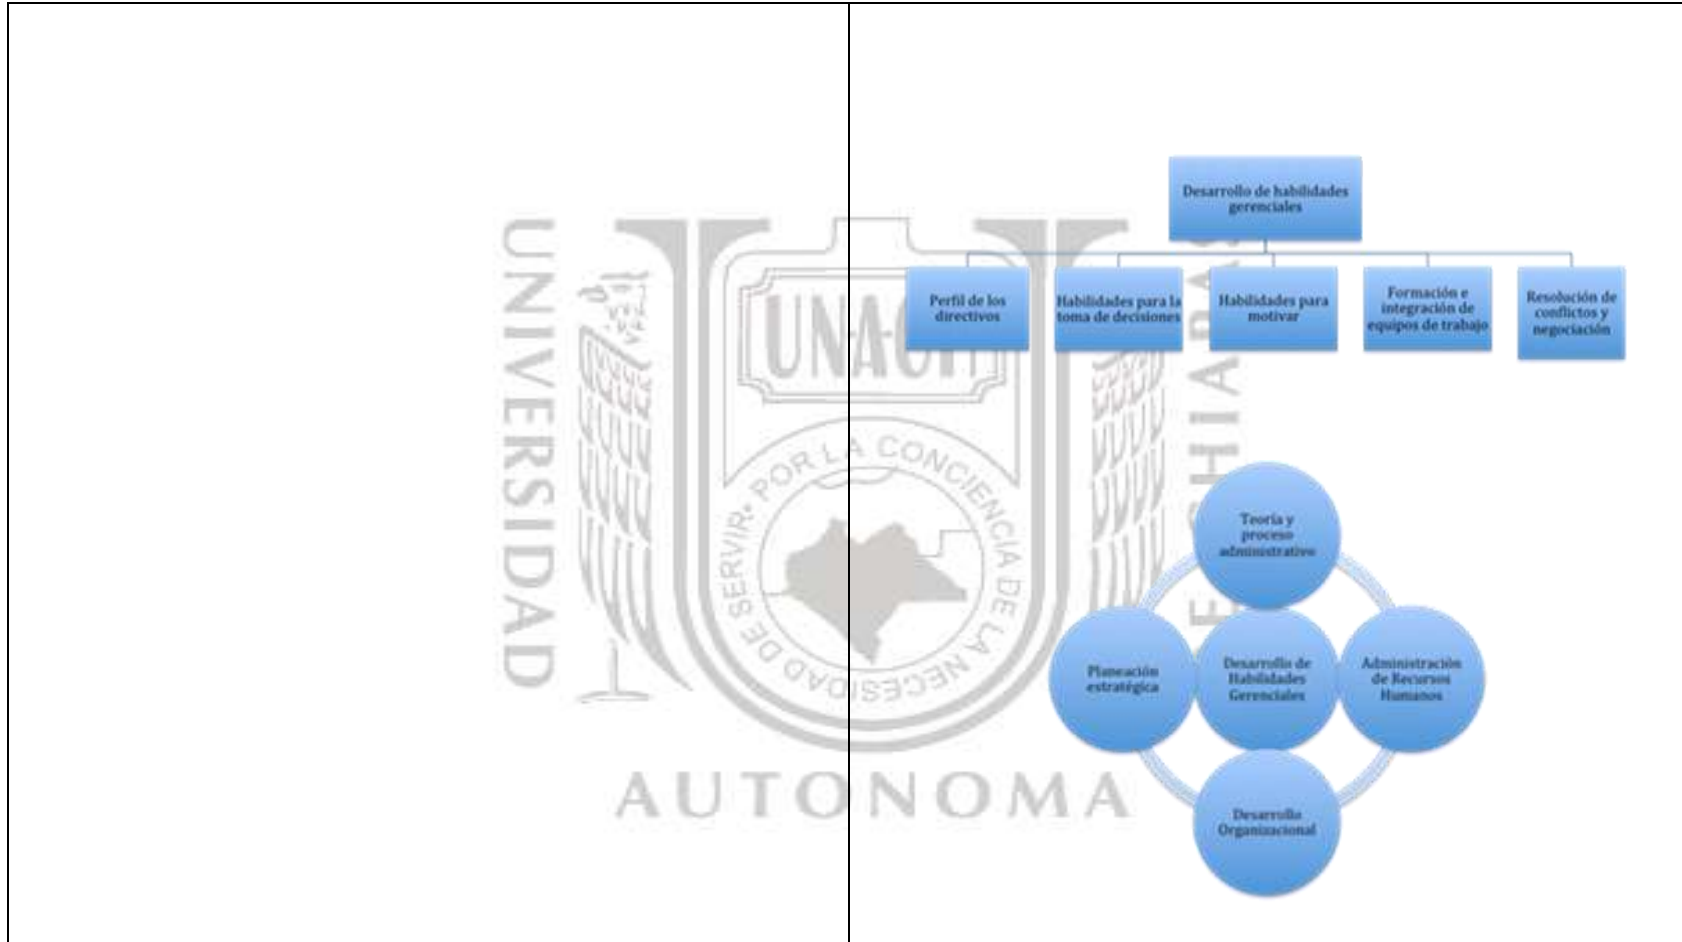 Desarrollo de habilidades
gerenciales
Perfil de los
directivos
Habilidades para la
toma de decisiones
Habilidades para
motivar
Formación e
integración de
equipos de trabajo
Resolución de
conflictos y
negociación
UNIVERSIDAD
UNACH
POR LA CONCIENCIA DE LA NECESIDAD DE SERVIR
CHIAPAS
AUTONOMA
Teoría y
proceso
administrativo
Planeación
estratégica
Desarrollo de
Habilidades
Gerenciales
Administración
de Recursos
Humanos
Desarrollo
Organizacional